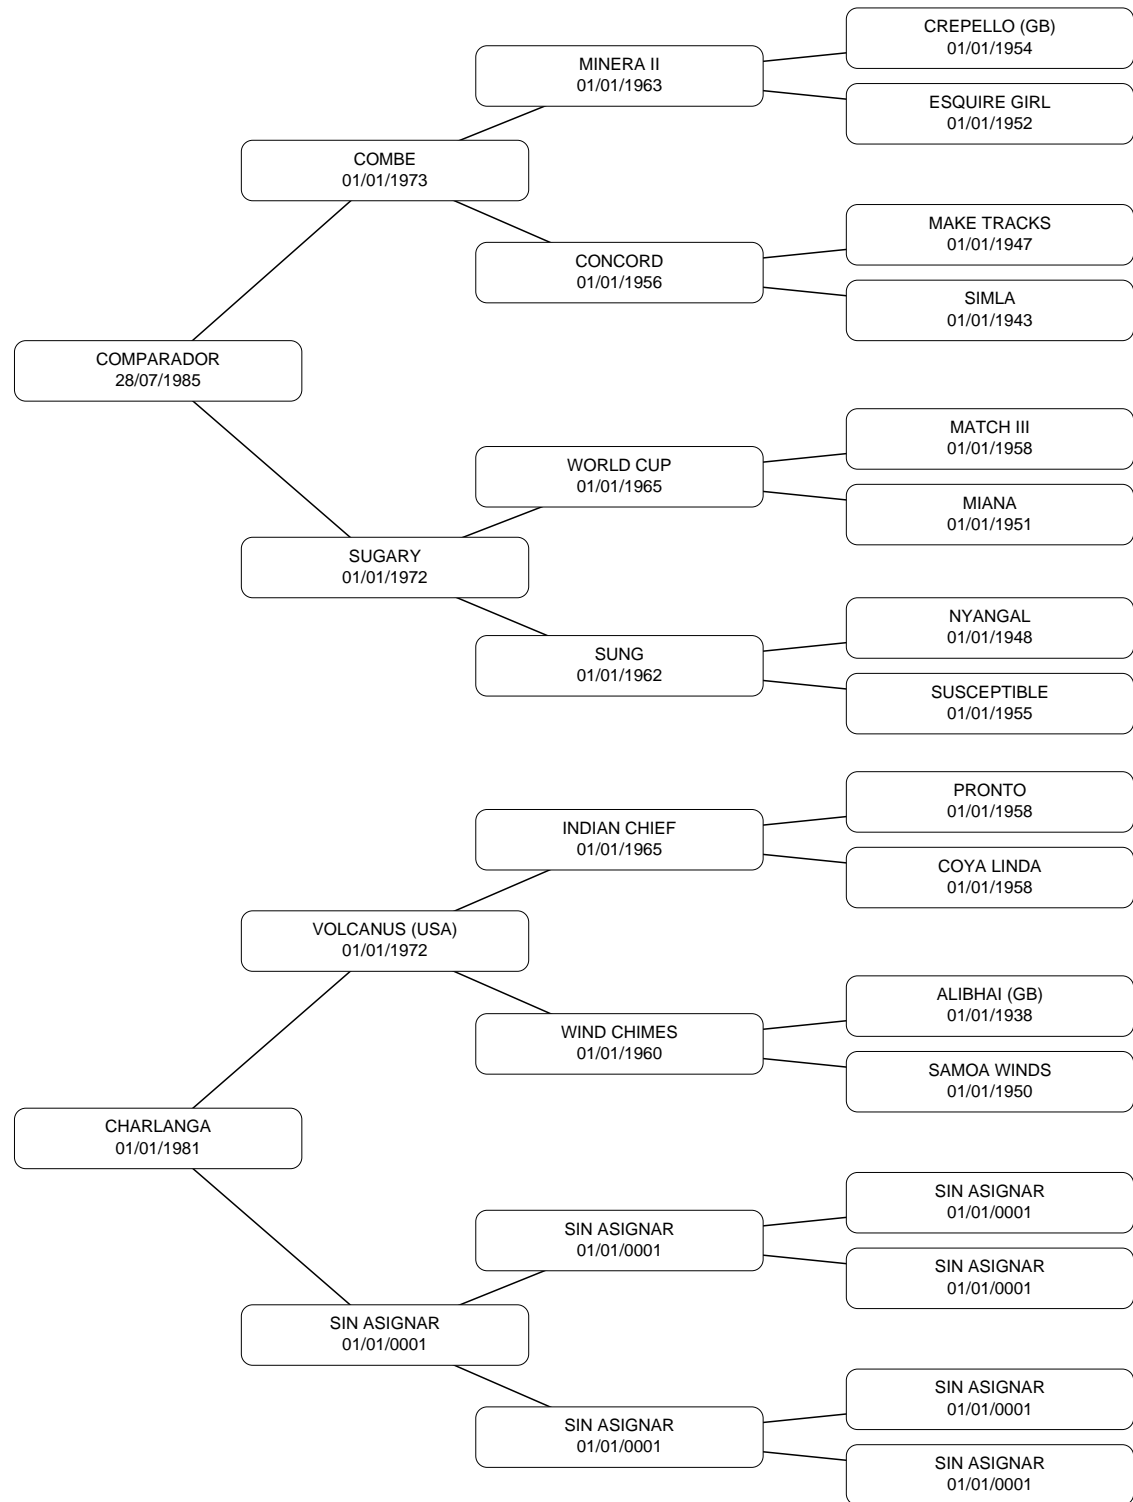 CREPELLO (GB)
01/01/1954
MINERA II
01/01/1963
ESQUIRE GIRL
01/01/1952
COMBE
01/01/1973
MAKE TRACKS
01/01/1947
CONCORD
01/01/1956
SIMLA
01/01/1943
COMPARADOR
28/07/1985
MATCH III
01/01/1958
WORLD CUP
01/01/1965
MIANA
01/01/1951
SUGARY
01/01/1972
NYANGAL
01/01/1948
SUNG
01/01/1962
SUSCEPTIBLE
01/01/1955
PRONTO
01/01/1958
INDIAN CHIEF
01/01/1965
COYA LINDA
01/01/1958
VOLCANUS (USA)
01/01/1972
ALIBHAI (GB)
01/01/1938
WIND CHIMES
01/01/1960
SAMOA WINDS
01/01/1950
CHARLANGA
01/01/1981
SIN ASIGNAR
01/01/0001
SIN ASIGNAR
01/01/0001
SIN ASIGNAR
01/01/0001
SIN ASIGNAR
01/01/0001
SIN ASIGNAR
01/01/0001
SIN ASIGNAR
01/01/0001
SIN ASIGNAR
01/01/0001